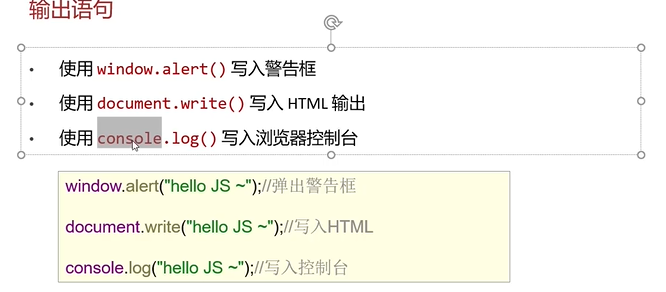 输出语句
• 使用 window.alert() 写入警告框
• 使用 document.write() 写入 HTML 输出
• 使用 console.log() 写入浏览器控制台
window.alert("hello JS ~");//弹出警告框
document.write("hello JS ~");//写入HTML
console.log("hello JS ~");//写入控制台